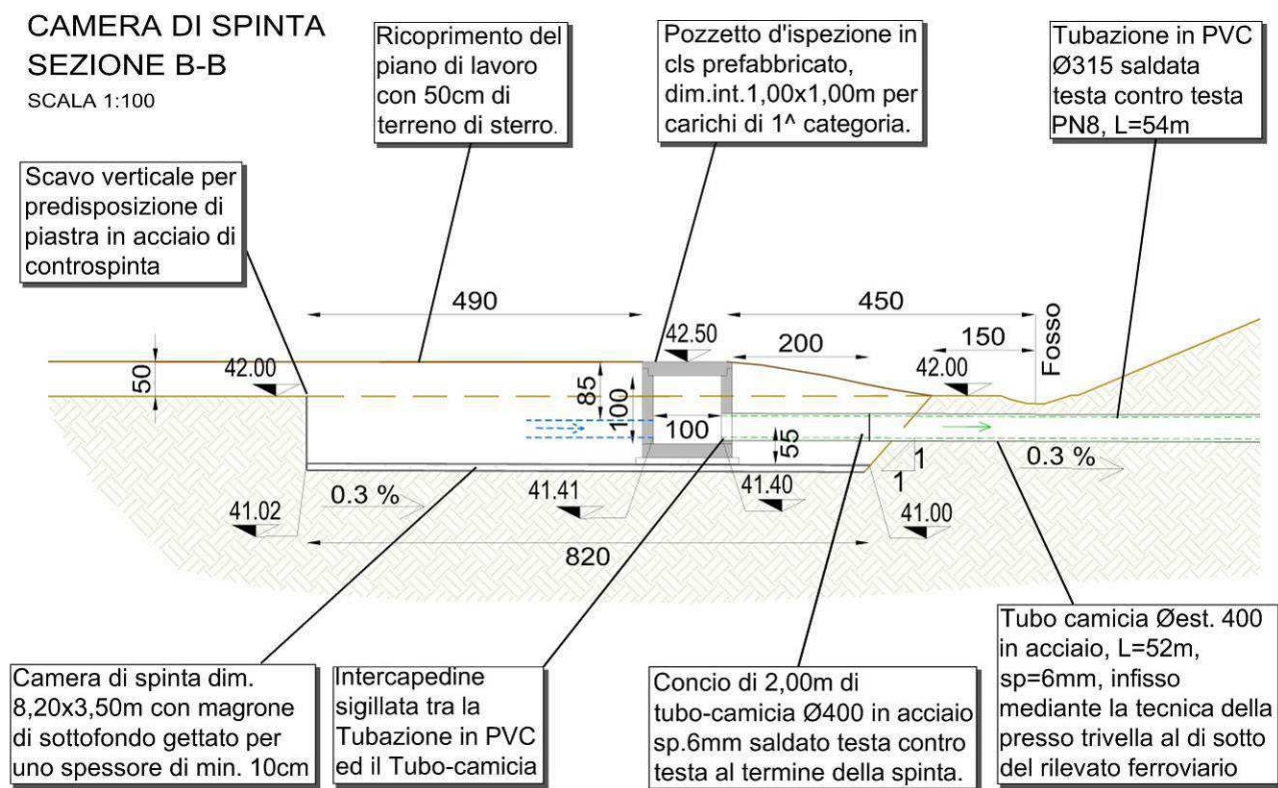 CAMERA DI SPINTA
SEZIONE B-B
SCALA 1:100
Ricoprimento del
piano di lavoro
con 50cm di
terreno di sterro.
Pozzetto d'ispezione in
cls prefabbricato,
dim.int.1,00x1,00m per
carichi di 1^ categoria.
Tubazione in PVC
Ø315 saldata
testa contro testa
PN8, L=54m
Scavo verticale per
predisposizione di
piastra in acciaio di
controspinta
490
450
42.50
200
150
Fosso
50
42.00
85
100
100
55
42.00
1
1
0.3 %
41.02
0.3 %
41.41
41.40
41.00
820
Camera di spinta dim.
8,20x3,50m con magrone
di sottofondo gettato per
uno spessore di min. 10cm
Intercapedine
sigillata tra la
Tubazione in PVC
ed il Tubo-camicia
Concio di 2,00m di
tubo-camicia Ø400 in acciaio
sp.6mm saldato testa contro
testa al termine della spinta.
Tubo camicia Øest. 400
in acciaio, L=52m,
sp=6mm, infisso
mediante la tecnica della
presso trivella al di sotto
del rilevato ferroviario